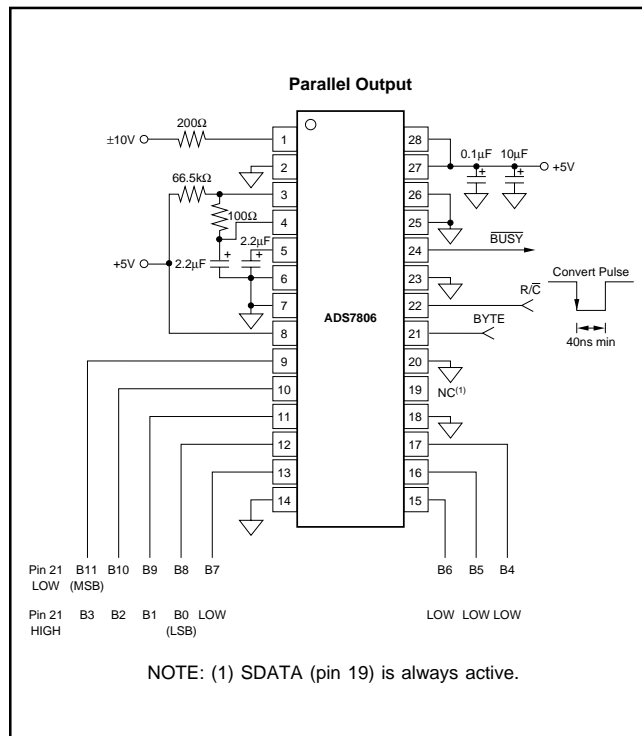 Parallel Output
200Ω
±10V
66.5kΩ
100Ω
2.2µF
2.2µF
+
+
+5V
1
2
3
4
5
6
7
8
9
10
11
12
13
14
ADS7806
28
27
26
25
24
23
22
21
20
19
18
17
16
15
0.1µF 10µF
+
+
+5V
BUSY
R/C
BYTE
NC(1)
Convert Pulse
40ns min
Pin 21 LOW B11 (MSB) B10 B9 B8 B7 B6 B5 B4
Pin 21 HIGH B3 B2 B1 B0 (LSB) LOW LOW LOW LOW
NOTE: (1) SDATA (pin 19) is always active.